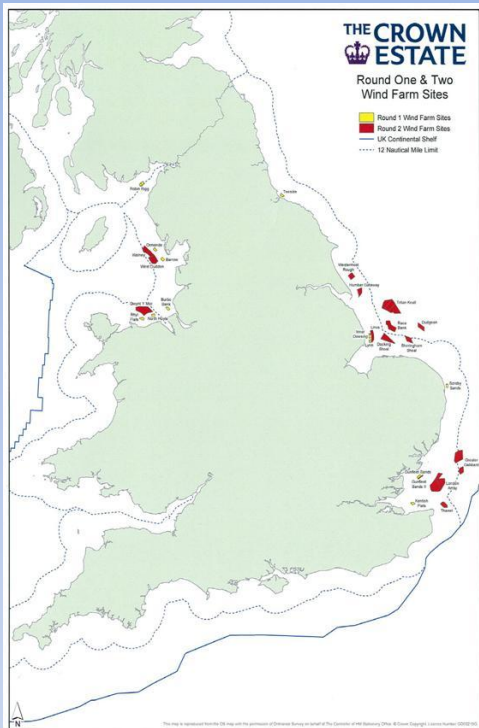 THE CROWN
ESTATE
Round One & Two
Wind Farm Sites
Round 1 Wind Farm Sites
Round 2 Wind Farm Sites
UK Continental Shelf
12 Nautical Mile Limit
Robin Rigg
Teesside
Ormonde
Walney
Barrow
West Duddon
Westermost
Rough
Humber Gateway
Triton Knoll
Gwynt Y Mor
Burbo
Bank
Rhyl
Flats
North Hoyle
Race
Bank
Dudgeon
Lincs
Inner
Dowsing
Lynn
Docking
Shoal
Sheringham
Shoal
Scroby
Sands
Greater
Gabbard
Gunfleet Sands
Gunfleet
Sands II
London
Array
Kentish
Flats
Thanet
N